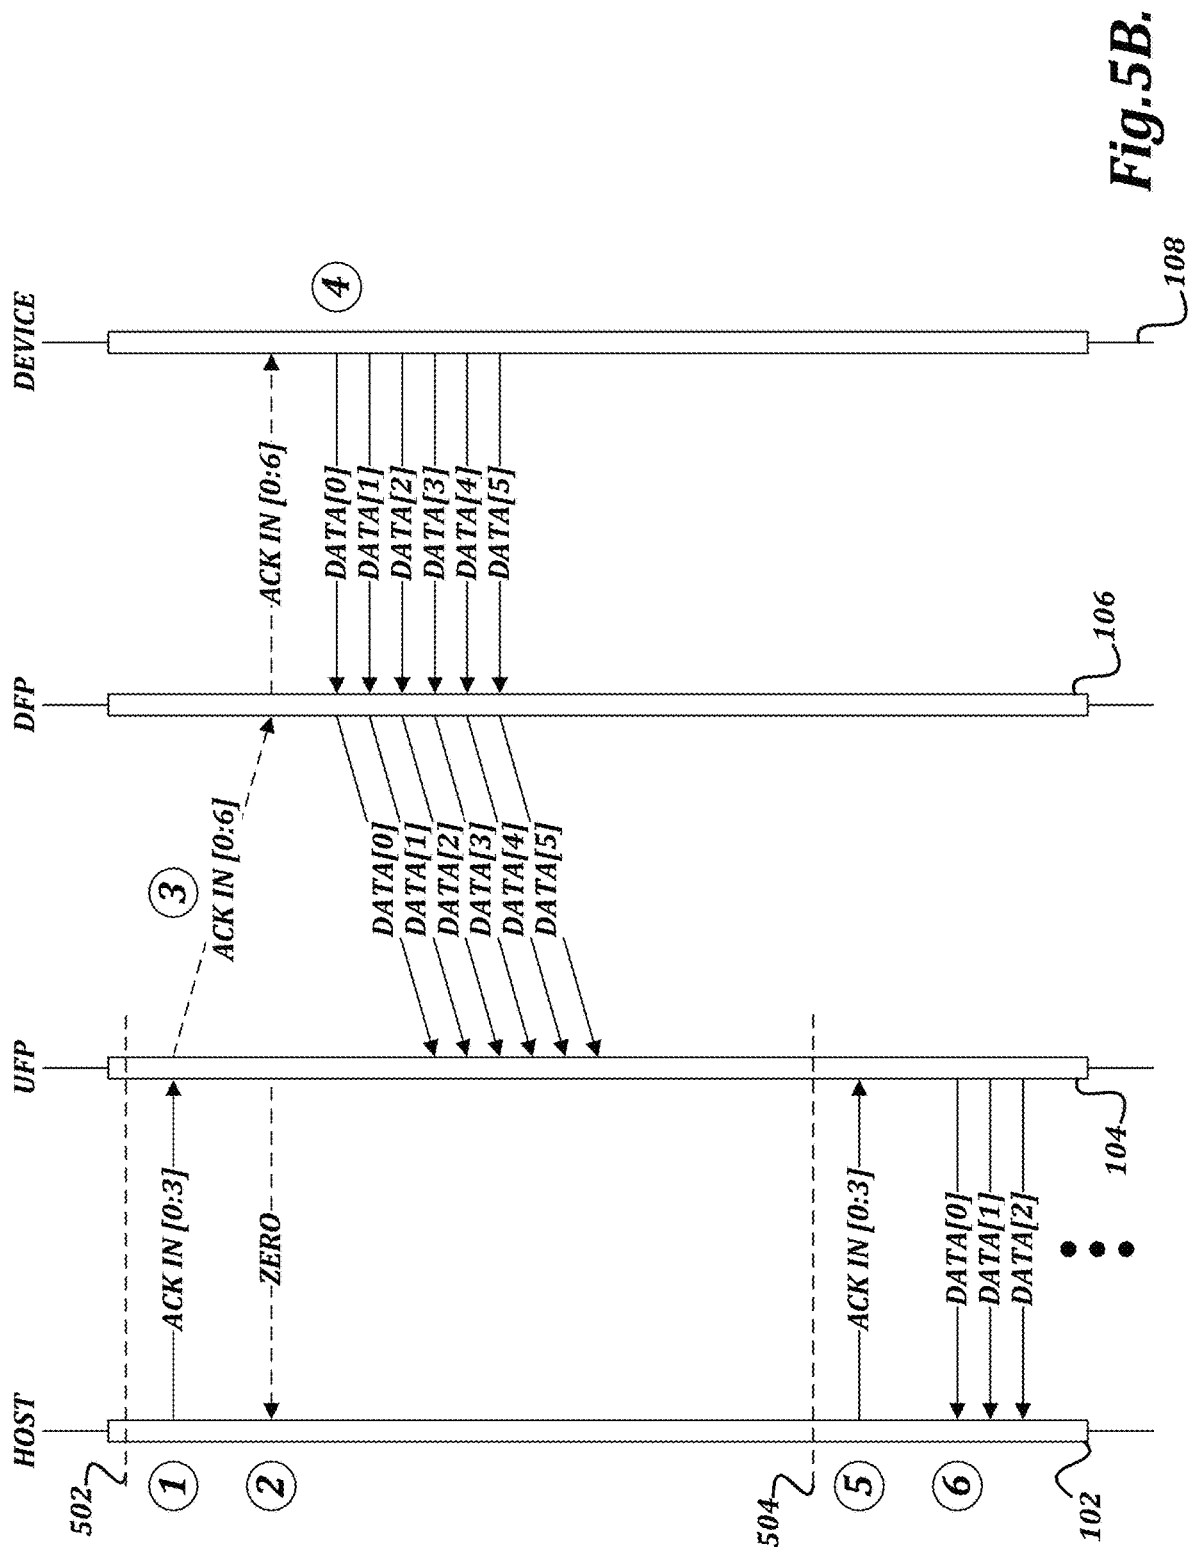 HOST
UFP
DFP
DEVICE
502
1
ACK IN [0:3]
3
ACK IN [0:6]
2
ZERO
ACK IN [0:6]
4
DATA[0]
DATA[1]
DATA[2]
DATA[3]
DATA[4]
DATA[5]
DATA[0]
DATA[1]
DATA[2]
DATA[3]
DATA[4]
DATA[5]
504
5
ACK IN [0:3]
6
DATA[0]
DATA[1]
DATA[2]
102
104
106
108
Fig.5B.